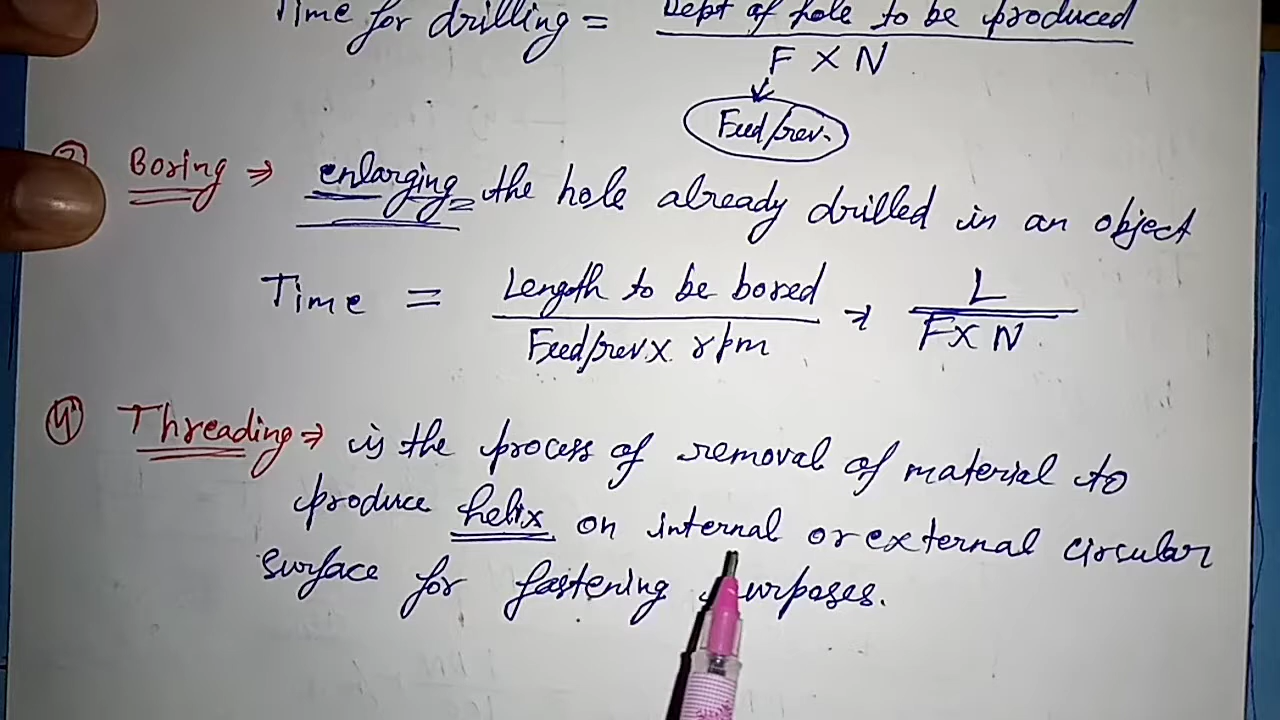 Time for drilling = Dept of hole to be produced
F X N
Feed/rev.
Boring ⇒ enlarging the hole already drilled in an object
Time = Length to be bored → L
Feed/rev x rpm F X N
4 Threading ⇒ is the process of removal of material to
produce helix on internal or external circular
surface for fastening purposes.